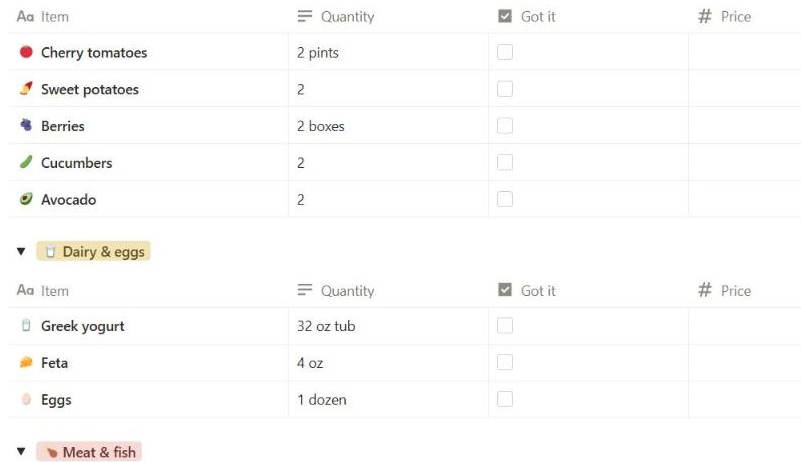 Aa Item Quantity Got it # Price
Cherry tomatoes 2 pints
Sweet potatoes 2
Berries 2 boxes
Cucumbers 2
Avocado 2
Dairy & eggs
Aa Item Quantity Got it # Price
Greek yogurt 32 oz tub
Feta 4 oz
Eggs 1 dozen
Meat & fish